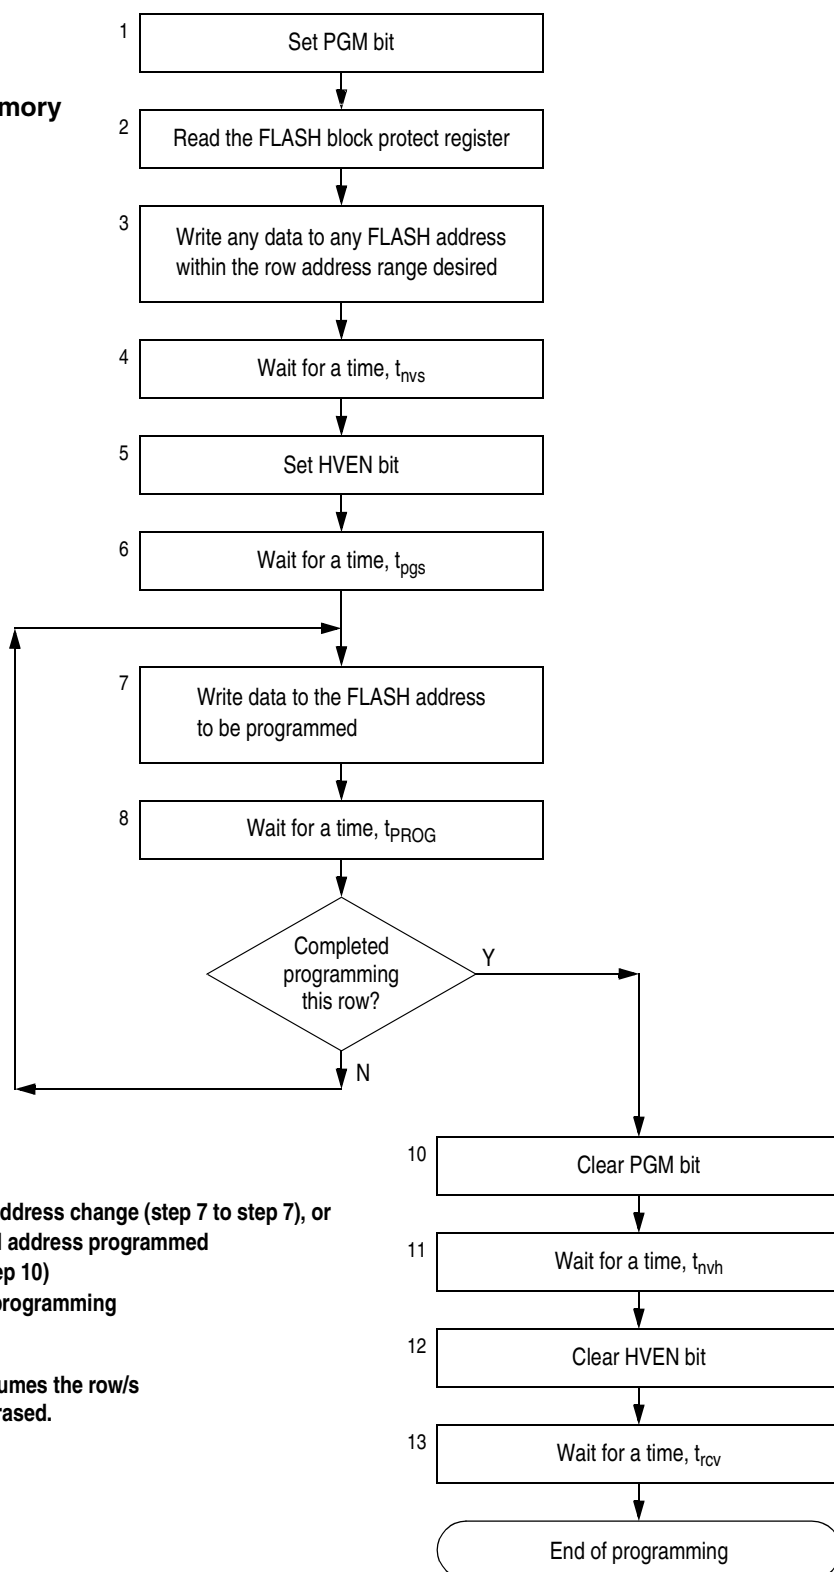 1
Set PGM bit
mory
2
Read the FLASH block protect register
3
Write any data to any FLASH address
within the row address range desired
4
Wait for a time, tnvs
5
Set HVEN bit
6
Wait for a time, tpgs
7
Write data to the FLASH address
to be programmed
8
Wait for a time, tPROG
Completed
programming
this row?
Y
N
10
Clear PGM bit
ddress change (step 7 to step 7), or
l address programmed
ep 10)
programming
11
Wait for a time, tnvh
12
Clear HVEN bit
umes the row/s
rased.
13
Wait for a time, trcv
End of programming